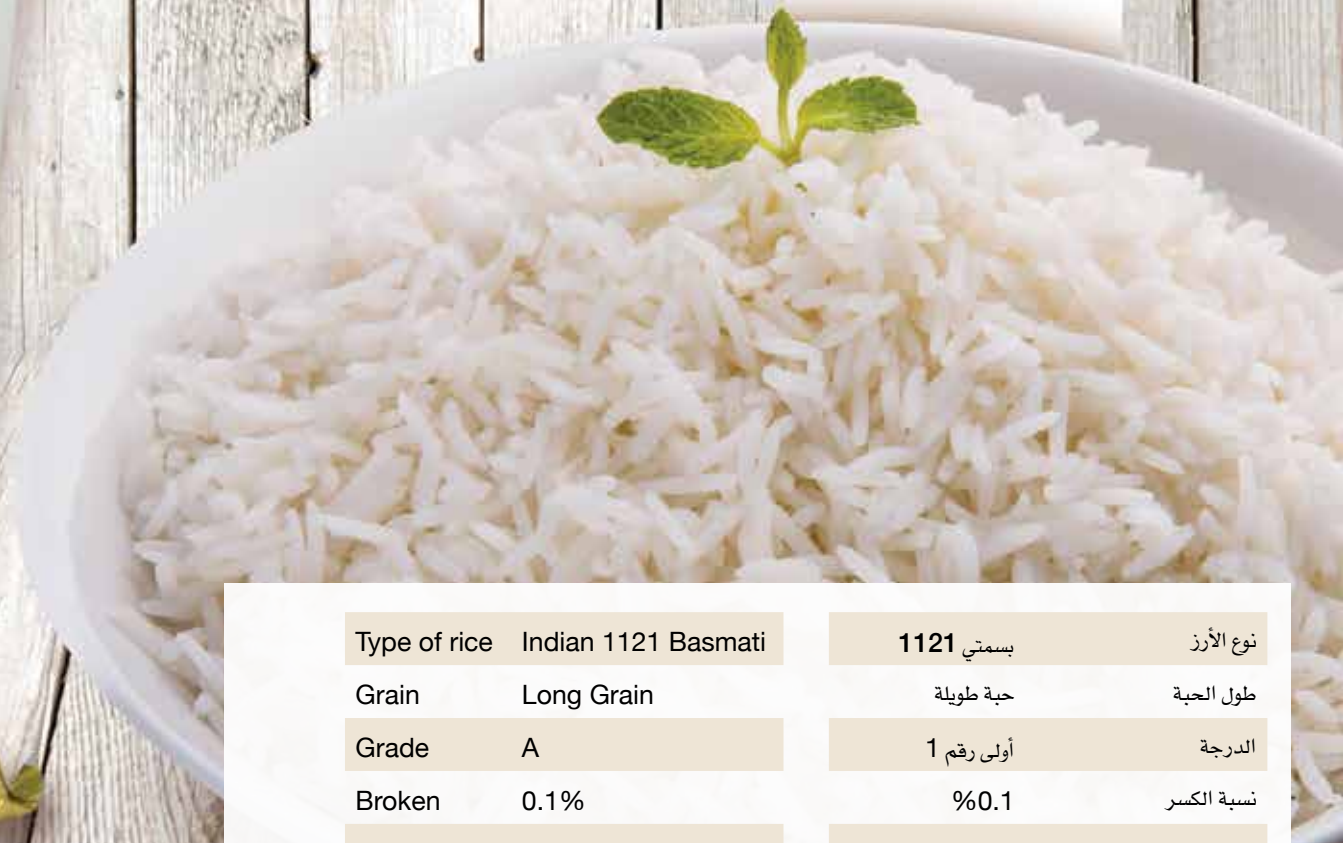 Type of rice Indian 1121 Basmati
Grain Long Grain
Grade A
Broken 0.1%
نوع الأرز بسمتي 1121
طول الحبة حبة طويلة
الدرجة أولى رقم 1
نسبة الكسر %0.1